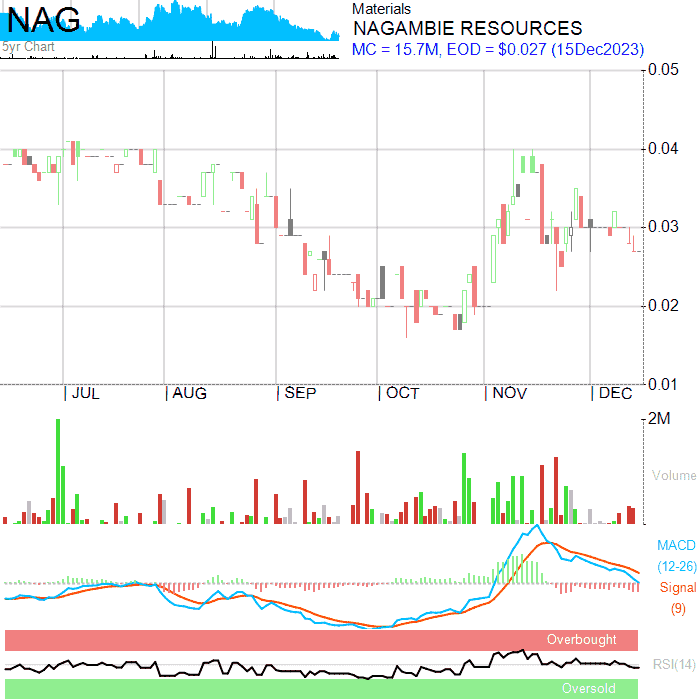 NAG
5yr Chart
Materials
NAGAMBIE RESOURCES
MC = 15.7M, EOD = $0.027 (15Dec2023)
0.05
0.04
0.03
0.02
0.01
JUL AUG SEP OCT NOV DEC
2M
Volume
MACD
(12-26)
Signal
(9)
Overbought
RSI(14)
Oversold